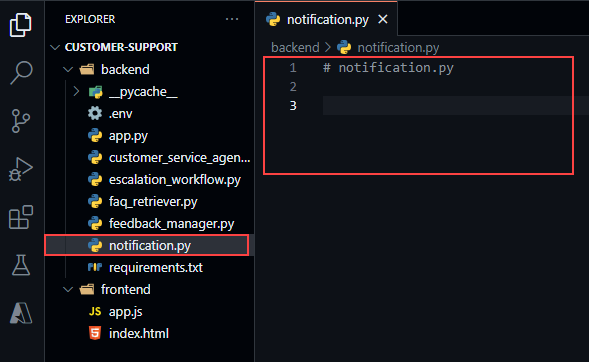 EXPLORER
···
CUSTOMER-SUPPORT
backend
__pycache__
.env
app.py
customer_service_agen...
escalation_workflow.py
faq_retriever.py
feedback_manager.py
notification.py
requirements.txt
frontend
JS app.js
index.html
notification.py
backend > notification.py
1 # notification.py
2
3